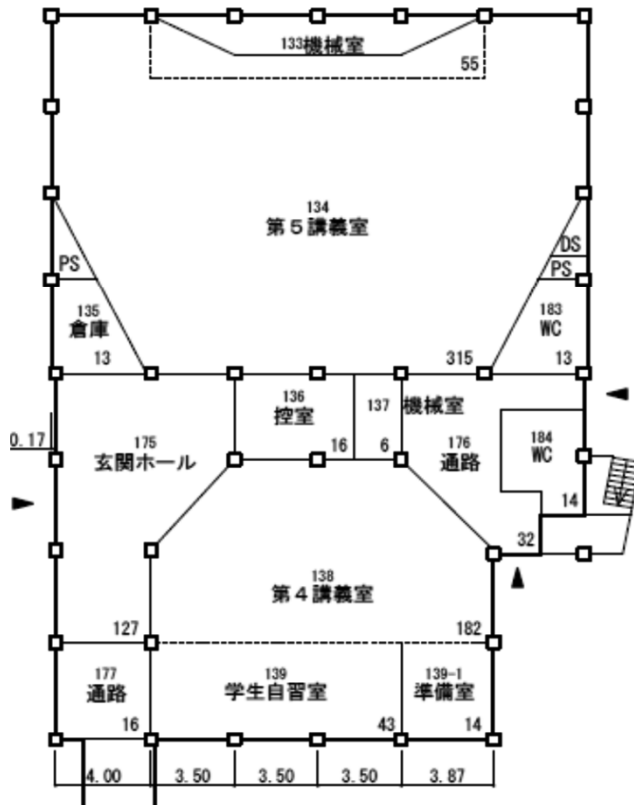 133機械室
55
134
第５講義室
DS
PS
PS
135
倉庫
183
WC
13
315
13
136
控室
137
機械室
0.17
175
玄関ホール
16
6
176
通路
184
WC
14
32
138
第４講義室
127
182
177
通路
139
学生自習室
139-1
準備室
16
43
14
4.00
3.50
3.50
3.50
3.87